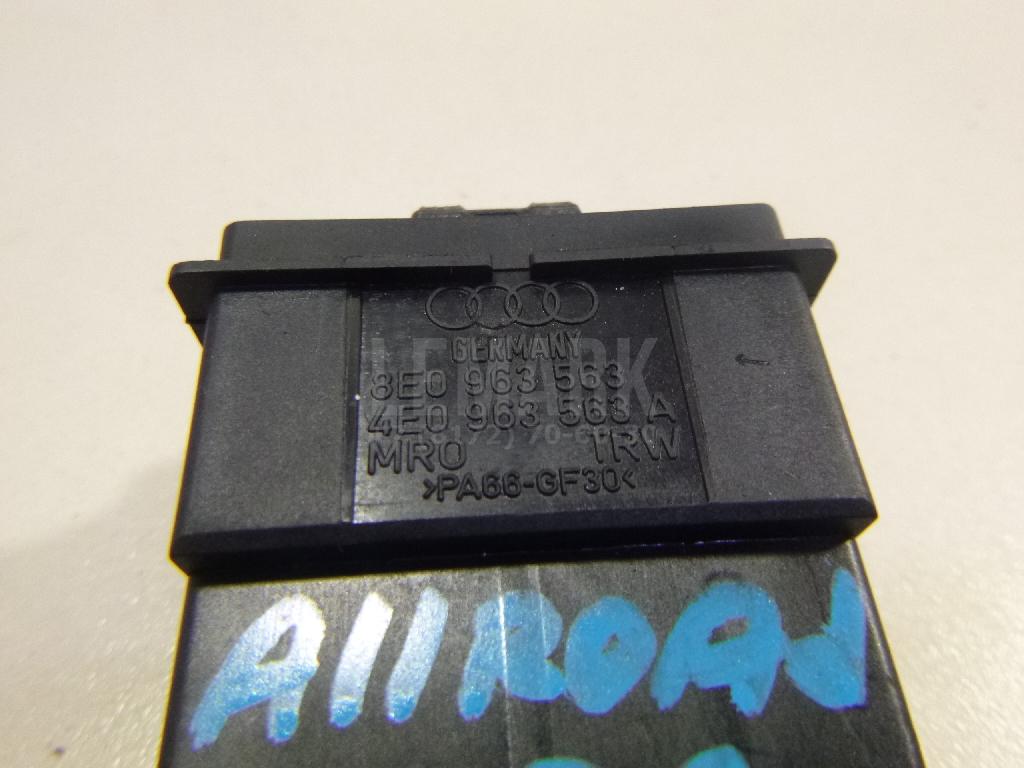 GERMANY
8E0 963 563
4E0 963 563 A
MRO TRW
>PA66-GF30<
AllROAd